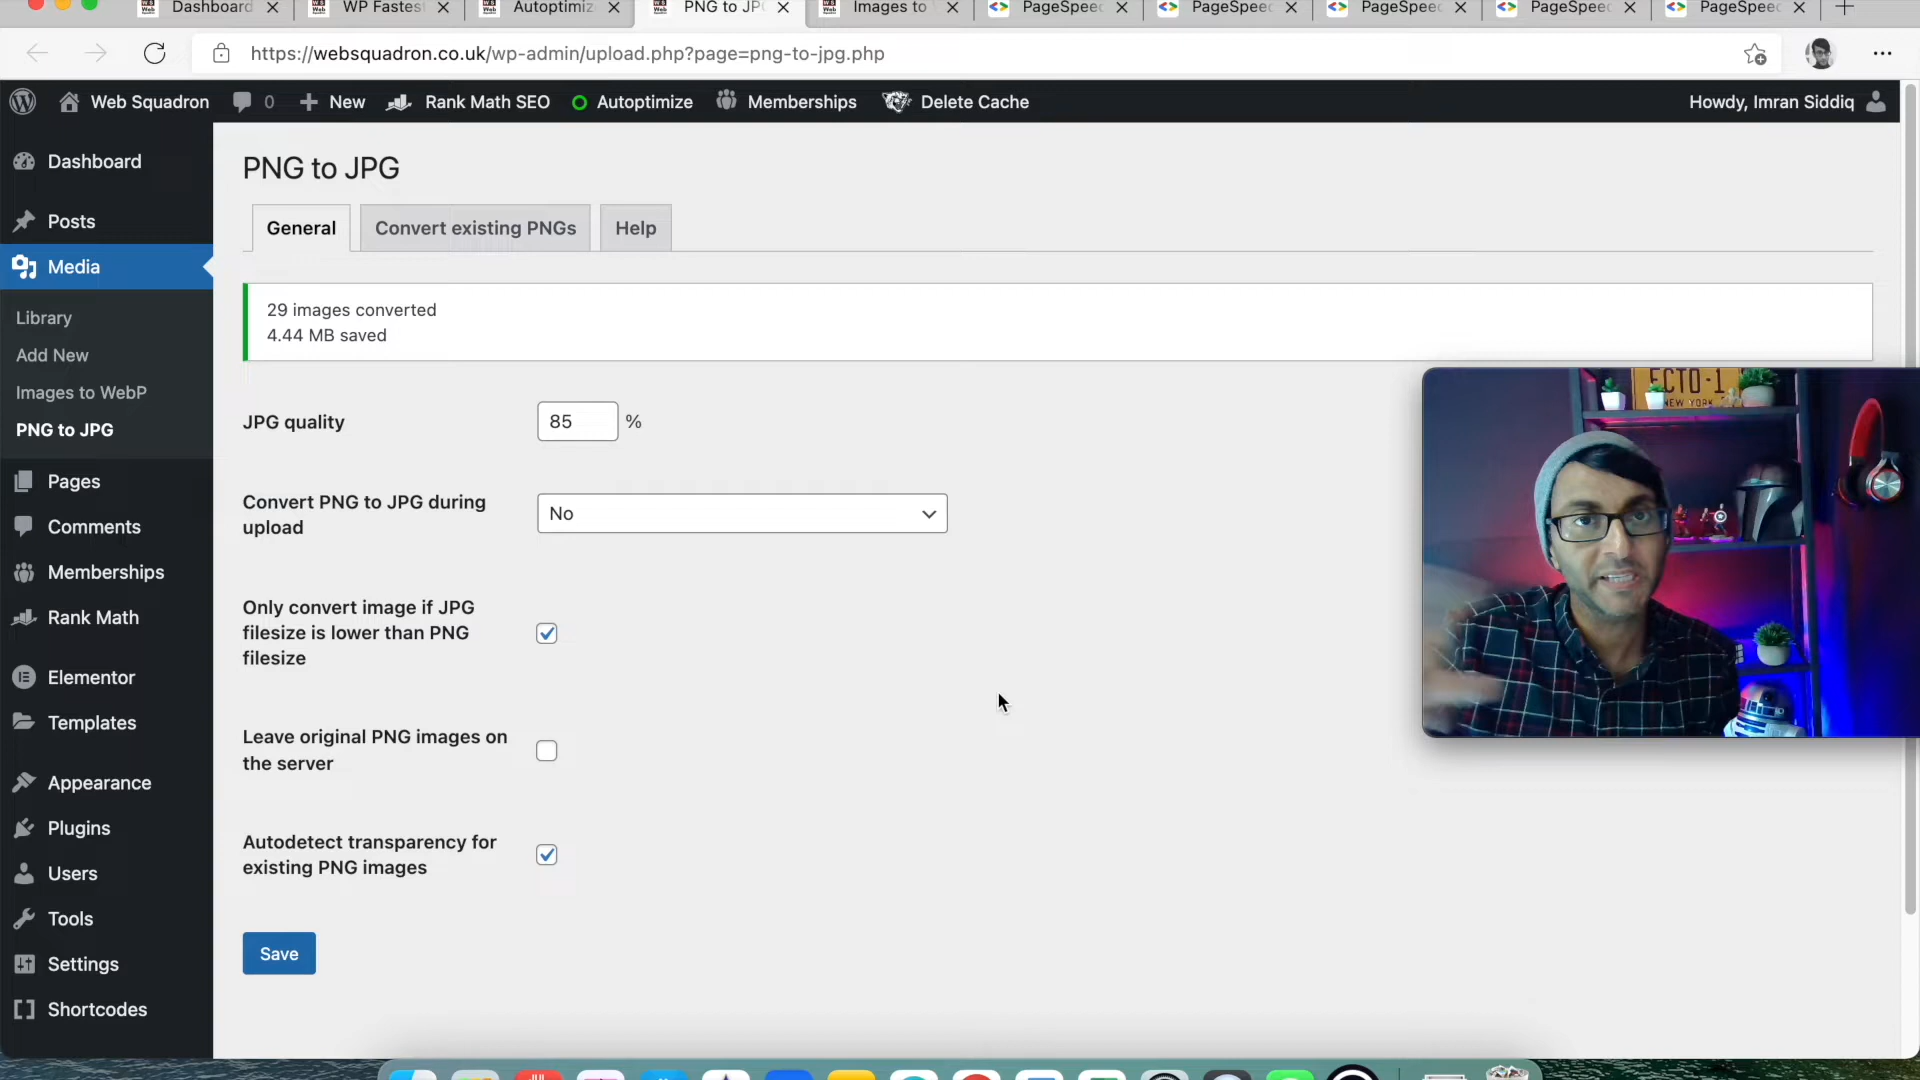 Dashboard
WP Fastes
Autoptimiz
PNG to JP
Images to
PageSpeed
PageSpeed
PageSpeed
PageSpeed
PageSpeed
https://websquadron.co.uk/wp-admin/upload.php?page=png-to-jpg.php
Web Squadron
0
New
Rank Math SEO
Autoptimize
Memberships
Delete Cache
Howdy, Imran Siddiq
Dashboard
Posts
Media
Library
Add New
Images to WebP
PNG to JPG
Pages
Comments
Memberships
Rank Math
Elementor
Templates
Appearance
Plugins
Users
Tools
Settings
Shortcodes
PNG to JPG
General
Convert existing PNGs
Help
29 images converted
4.44 MB saved
JPG quality
85 %
Convert PNG to JPG during
upload
No
Only convert image if JPG
filesize is lower than PNG
filesize
Leave original PNG images on
the server
Autodetect transparency for
existing PNG images
Save
ECTO-1
NEW YORK